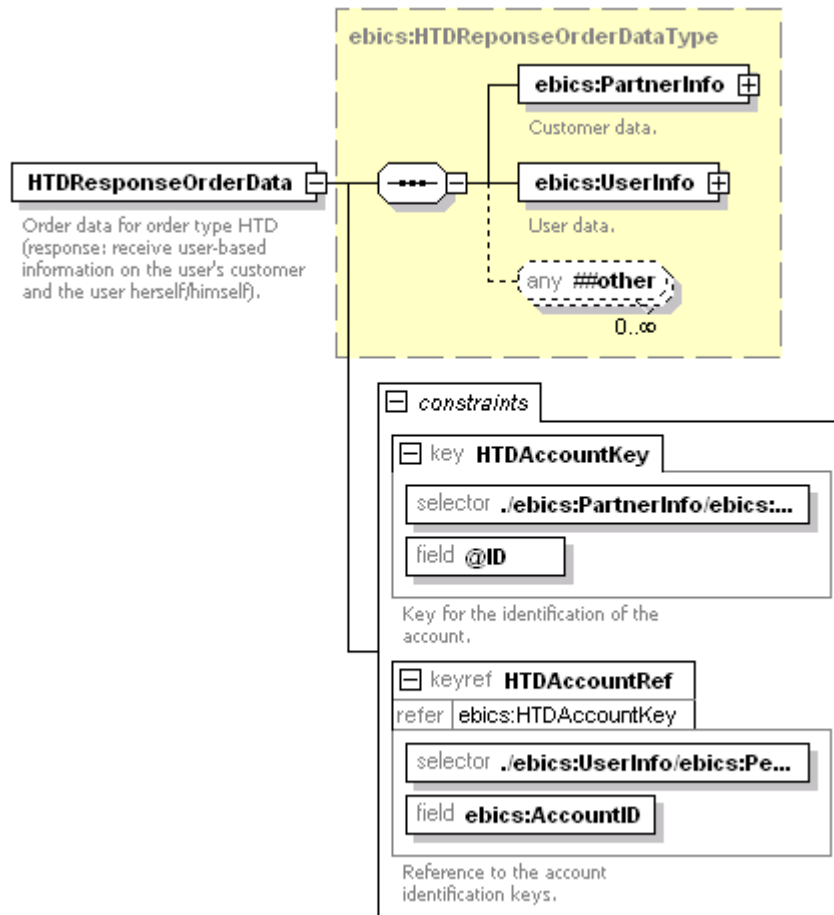 ebics:HTDReponseOrderDataType
ebics:PartnerInfo
Customer data.
HTDResponseOrderData
ebics:UserInfo
Order data for order type HTD
(response: receive user-based
information on the user's customer
and the user herself/himself).
User data.
any ##other
0..∞
constraints
key HTDAccountKey
selector ./ebics:PartnerInfo/ebics:...
field @ID
Key for the identification of the
account.
keyref HTDAccountRef
refer ebics:HTDAccountKey
selector ./ebics:UserInfo/ebics:Pe...
field ebics:AccountID
Reference to the account
identification keys.